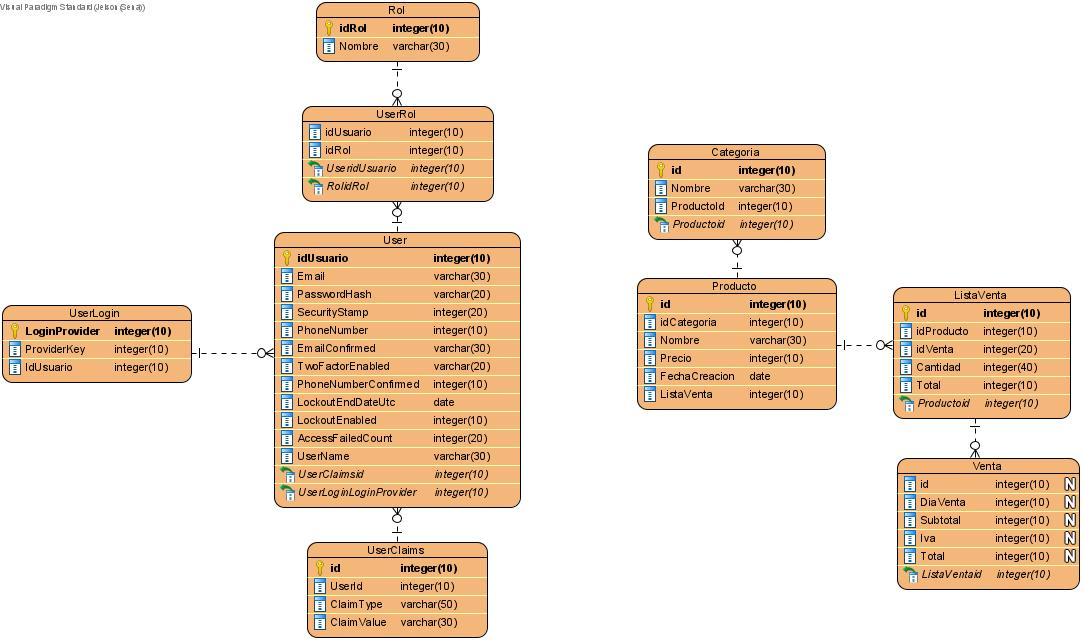 Visual Paradigm Standard (Jeison(Sena))
Rol
idRol integer(10)
Nombre varchar(30)
UserRol
idUsuario integer(10)
idRol integer(10)
UseridUsuario integer(10)
RolidRol integer(10)
User
idUsuario integer(10)
Email varchar(30)
PasswordHash varchar(20)
SecurityStamp integer(20)
PhoneNumber integer(10)
EmailConfirmed varchar(30)
TwoFactorEnabled varchar(20)
PhoneNumberConfirmed integer(10)
LockoutEndDateUtc date
LockoutEnabled integer(10)
AccessFailedCount integer(20)
UserName varchar(30)
UserClaimsid integer(10)
UserLoginLoginProvider integer(10)
UserLogin
LoginProvider integer(10)
ProviderKey integer(10)
IdUsuario integer(10)
UserClaims
id integer(10)
UserId integer(10)
ClaimType varchar(50)
ClaimValue varchar(30)
Categoria
id integer(10)
Nombre varchar(30)
ProductoId integer(10)
Productoid integer(10)
Producto
id integer(10)
idCategoria integer(10)
Nombre varchar(30)
Precio integer(10)
FechaCreacion date
ListaVenta integer(10)
ListaVenta
id integer(10)
idProducto integer(10)
idVenta integer(20)
Cantidad integer(40)
Total integer(10)
Productoid integer(10)
Venta
id integer(10) N
DiaVenta integer(10) N
Subtotal integer(10) N
Iva integer(10) N
Total integer(10) N
ListaVentaid integer(10)